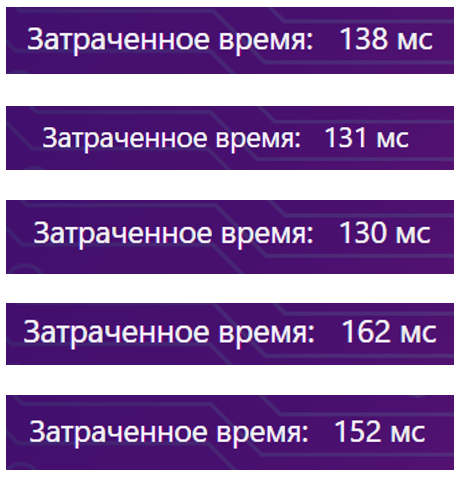 Затраченное время: 138 мс
Затраченное время: 131 мс
Затраченное время: 130 мс
Затраченное время: 162 мс
Затраченное время: 152 мс